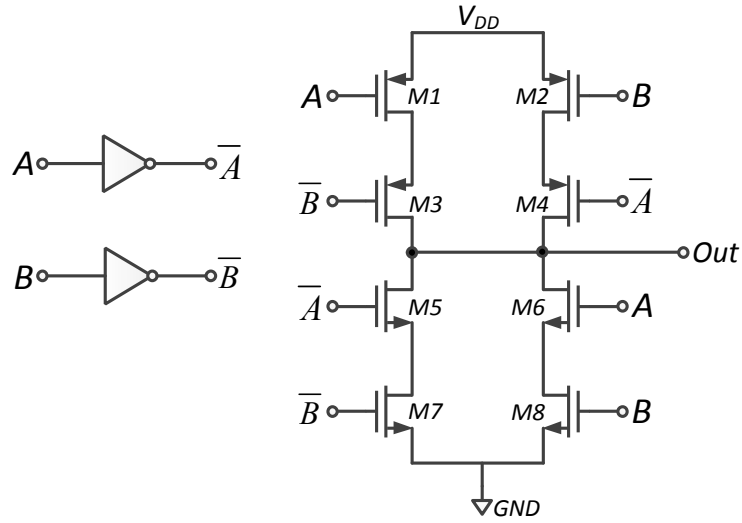 V_DD
A M1 M2 B
A A̅
B̅ M3 M4 A̅
Out
B B̅
A̅ M5 M6 A
B̅ M7 M8 B
GND